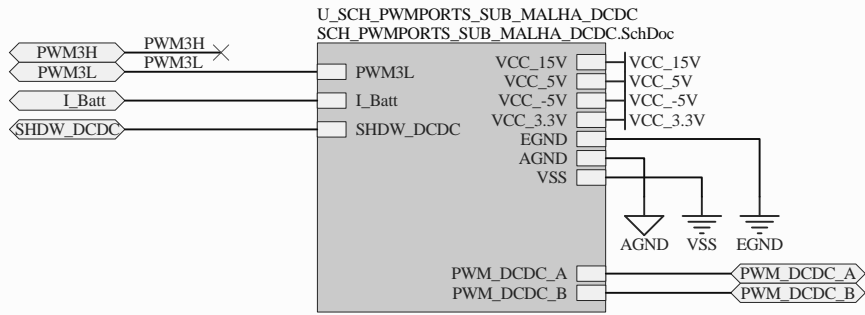 U_SCH_PWMPORTS_SUB_MALHA_DCDC
SCH_PWMPORTS_SUB_MALHA_DCDC.SchDoc
PWM3H PWM3H
PWM3L PWM3L PWM3L
I_Batt I_Batt
SHDW_DCDC SHDW_DCDC
VCC_15V VCC_15V
VCC_5V VCC_5V
VCC_-5V VCC_-5V
VCC_3.3V VCC_3.3V
EGND
AGND
VSS
AGND VSS EGND
PWM_DCDC_A PWM_DCDC_A
PWM_DCDC_B PWM_DCDC_B